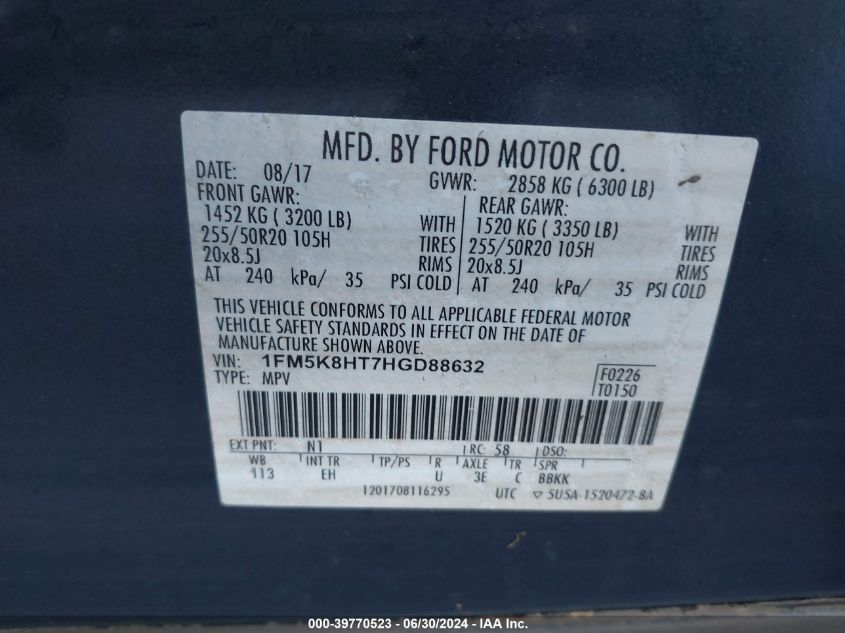 MFD. BY FORD MOTOR CO.
DATE: 08/17 GVWR: 2858 KG ( 6300 LB)
FRONT GAWR: REAR GAWR:
1452 KG ( 3200 LB) WITH 1520 KG ( 3350 LB) WITH
255/50R20 105H TIRES 255/50R20 105H TIRES
20x8.5J RIMS 20x8.5J RIMS
AT 240 kPa/ 35 PSI COLD AT 240 kPa/ 35 PSI COLD
THIS VEHICLE CONFORMS TO ALL APPLICABLE FEDERAL MOTOR
VEHICLE SAFETY STANDARDS IN EFFECT ON THE DATE OF
MANUFACTURE SHOWN ABOVE.
VIN: 1FM5K8HT7HGD88632 F0226
TYPE: MPV T0150
EXT PNT: N1 RC: 58 DSO:
WB INT TR TP/PS R AXLE TR SPR
113 EH U 3E C BBKK
1201708116295 UTC ▽ 5U5A-1520472-BA
© IAAI-US
01-39770523-1 06/30/2024